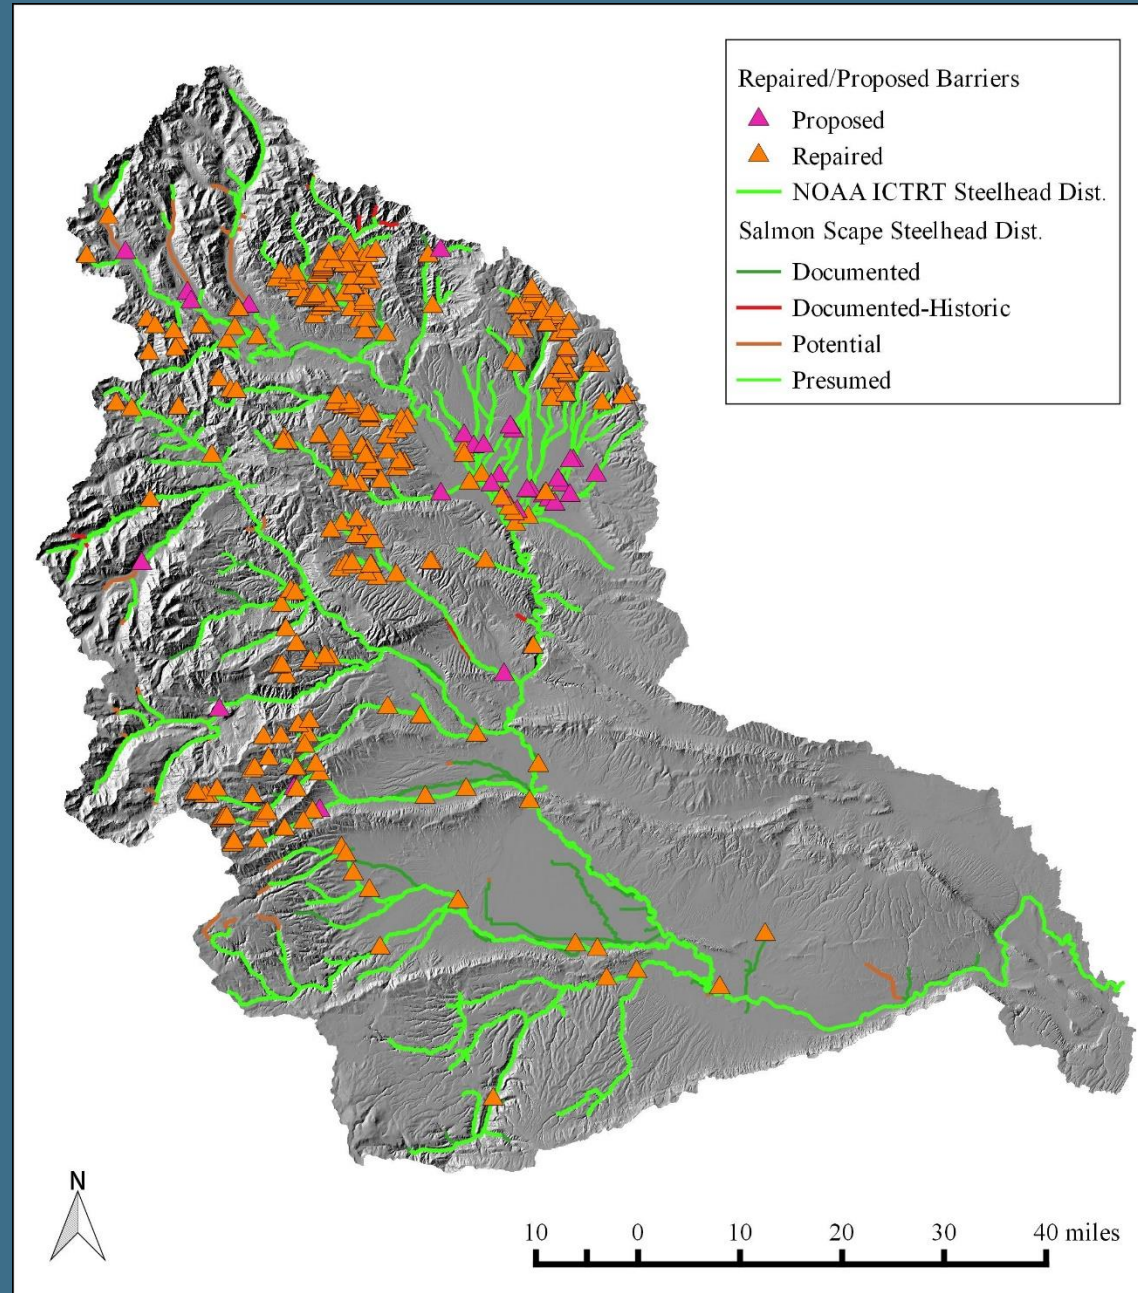 Repaired/Proposed Barriers
Proposed
Repaired
NOAA ICTRT Steelhead Dist.
Salmon Scape Steelhead Dist.
Documented
Documented-Historic
Potential
Presumed
N
10 0 10 20 30 40 miles